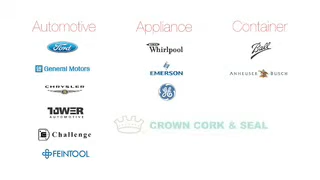 Automotive
Ford
General Motors
CHRYSLER
TOWER
AUTOMOTIVE
Challenge
FEINTOOL
Appliance
Whirlpool
EMERSON
GE
Container
Ball
ANHEUSER BUSCH
CROWN CORK & SEAL